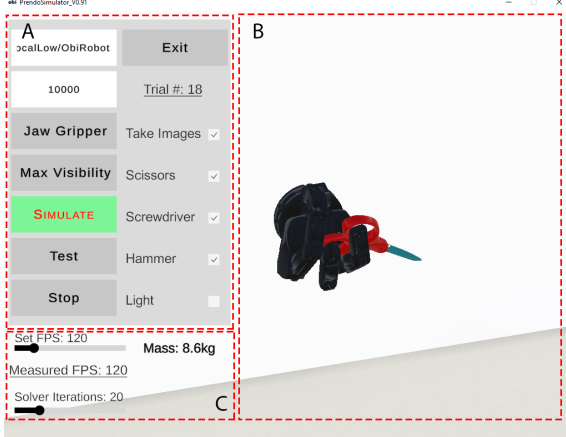 obi PrendoSimulator_V0.91
A
B
ocalLow/ObiRobot
Exit
10000
Trial #: 18
Jaw Gripper
Take Images
Max Visibility
Scissors
SIMULATE
Screwdriver
Test
Hammer
Stop
Light
Set FPS: 120
Mass: 8.6kg
Measured FPS: 120
Solver Iterations: 20
C